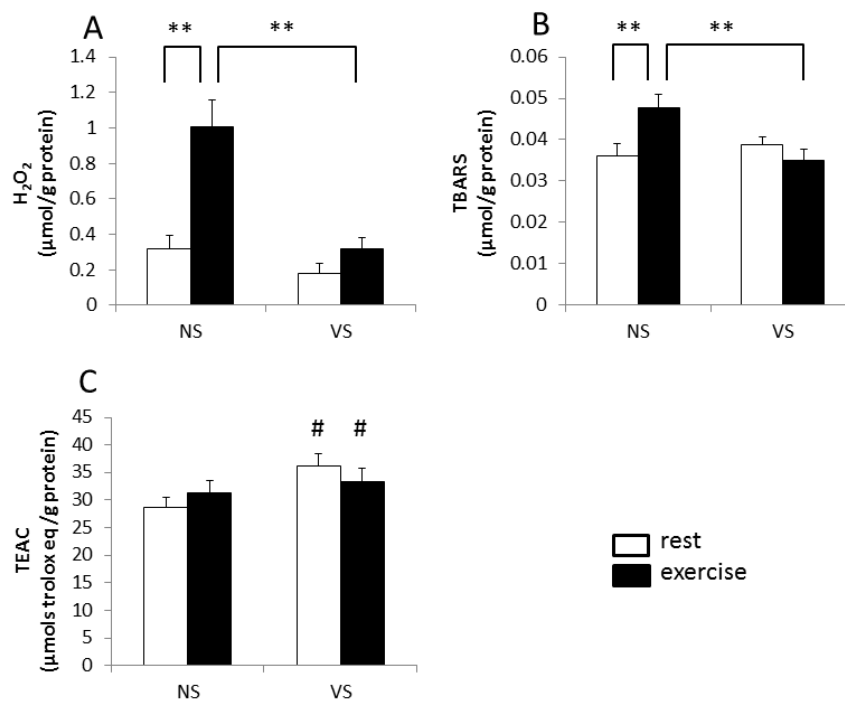 A
** **
H₂O₂
(µmol/g protein)
1.4
1.2
1
0.8
0.6
0.4
0.2
0
NS VS
B
** **
TBARS
(µmol/g protein)
0.06
0.05
0.04
0.03
0.02
0.01
0
NS VS
C
# #
TEAC
(µmols trolox eq /g protein)
45
40
35
30
25
20
15
10
5
0
NS VS
rest
exercise